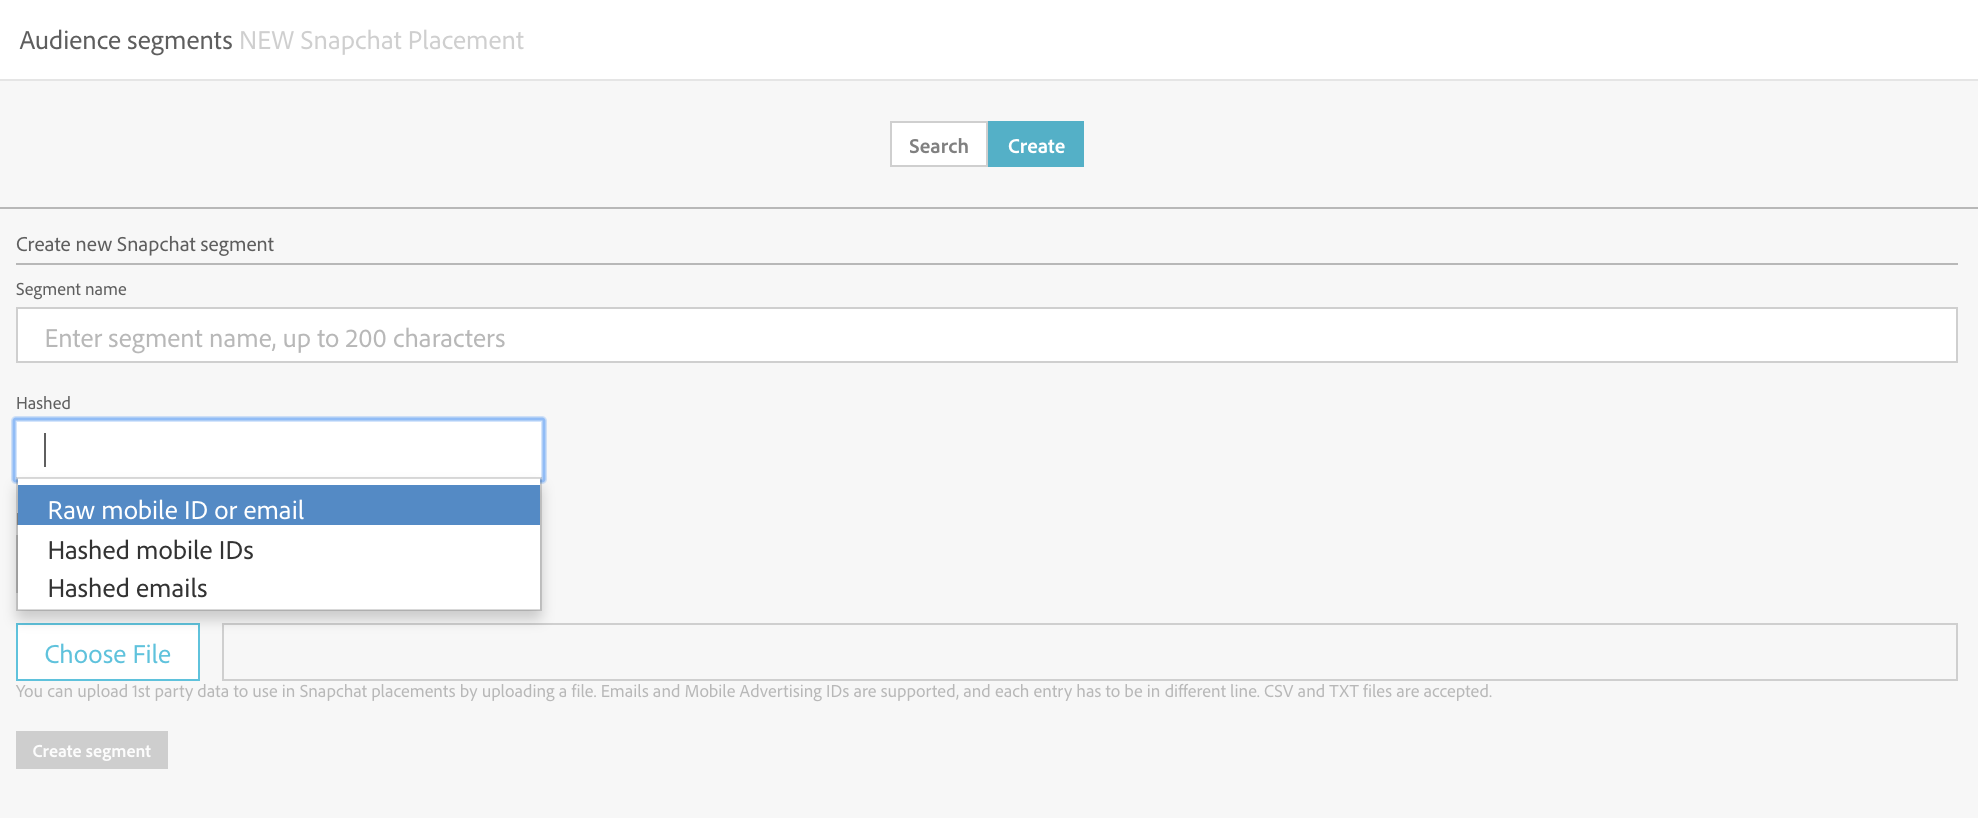 Audience segments NEW Snapchat Placement
Search Create
Create new Snapchat segment
Segment name
Enter segment name, up to 200 characters
Hashed
Raw mobile ID or email
Hashed mobile IDs
Hashed emails
Choose File
You can upload 1st party data to use in Snapchat placements by uploading a file. Emails and Mobile Advertising IDs are supported, and each entry has to be in different line. CSV and TXT files are accepted.
Create segment